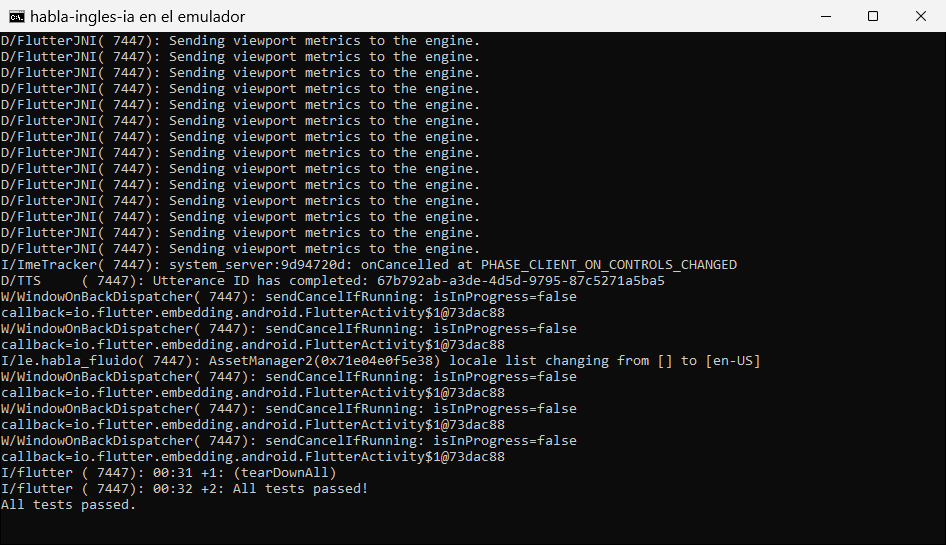 habla-ingles-ia en el emulador
D/FlutterJNI( 7447): Sending viewport metrics to the engine.
D/FlutterJNI( 7447): Sending viewport metrics to the engine.
D/FlutterJNI( 7447): Sending viewport metrics to the engine.
D/FlutterJNI( 7447): Sending viewport metrics to the engine.
D/FlutterJNI( 7447): Sending viewport metrics to the engine.
D/FlutterJNI( 7447): Sending viewport metrics to the engine.
D/FlutterJNI( 7447): Sending viewport metrics to the engine.
D/FlutterJNI( 7447): Sending viewport metrics to the engine.
D/FlutterJNI( 7447): Sending viewport metrics to the engine.
D/FlutterJNI( 7447): Sending viewport metrics to the engine.
D/FlutterJNI( 7447): Sending viewport metrics to the engine.
D/FlutterJNI( 7447): Sending viewport metrics to the engine.
D/FlutterJNI( 7447): Sending viewport metrics to the engine.
D/FlutterJNI( 7447): Sending viewport metrics to the engine.
I/ImeTracker( 7447): system_server:9d94720d: onCancelled at PHASE_CLIENT_ON_CONTROLS_CHANGED
D/TTS     ( 7447): Utterance ID has completed: 67b792ab-a3de-4d5d-9795-87c5271a5ba5
W/WindowOnBackDispatcher( 7447): sendCancelIfRunning: isInProgress=false
callback=io.flutter.embedding.android.FlutterActivity$1@73dac88
W/WindowOnBackDispatcher( 7447): sendCancelIfRunning: isInProgress=false
callback=io.flutter.embedding.android.FlutterActivity$1@73dac88
I/le.habla_fluido( 7447): AssetManager2(0x71e04e0f5e38) locale list changing from [] to [en-US]
W/WindowOnBackDispatcher( 7447): sendCancelIfRunning: isInProgress=false
callback=io.flutter.embedding.android.FlutterActivity$1@73dac88
W/WindowOnBackDispatcher( 7447): sendCancelIfRunning: isInProgress=false
callback=io.flutter.embedding.android.FlutterActivity$1@73dac88
W/WindowOnBackDispatcher( 7447): sendCancelIfRunning: isInProgress=false
callback=io.flutter.embedding.android.FlutterActivity$1@73dac88
I/flutter ( 7447): 00:31 +1: (tearDownAll)
I/flutter ( 7447): 00:32 +2: All tests passed!
All tests passed.